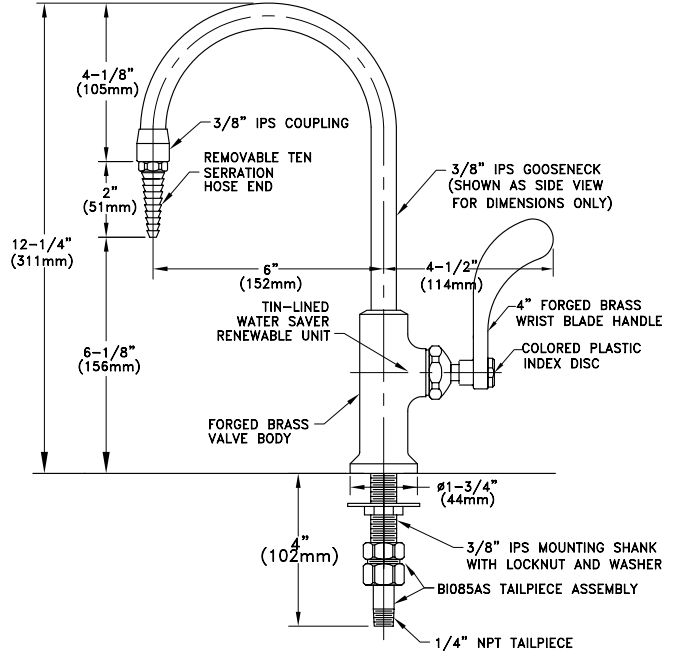 4-1/8"
(105mm)
3/8" IPS COUPLING
REMOVABLE TEN
SERRATION
HOSE END
2"
(51mm)
3/8" IPS GOOSENECK
(SHOWN AS SIDE VIEW
FOR DIMENSIONS ONLY)
12-1/4"
(311mm)
6"
(152mm)
4-1/2"
(114mm)
TIN-LINED
WATER SAVER
RENEWABLE UNIT
4" FORGED BRASS
WRIST BLADE HANDLE
6-1/8"
(156mm)
COLORED PLASTIC
INDEX DISC
FORGED BRASS
VALVE BODY
ø1-3/4"
(44mm)
4"
(102mm)
3/8" IPS MOUNTING SHANK
WITH LOCKNUT AND WASHER
BI085AS TAILPIECE ASSEMBLY
1/4" NPT TAILPIECE